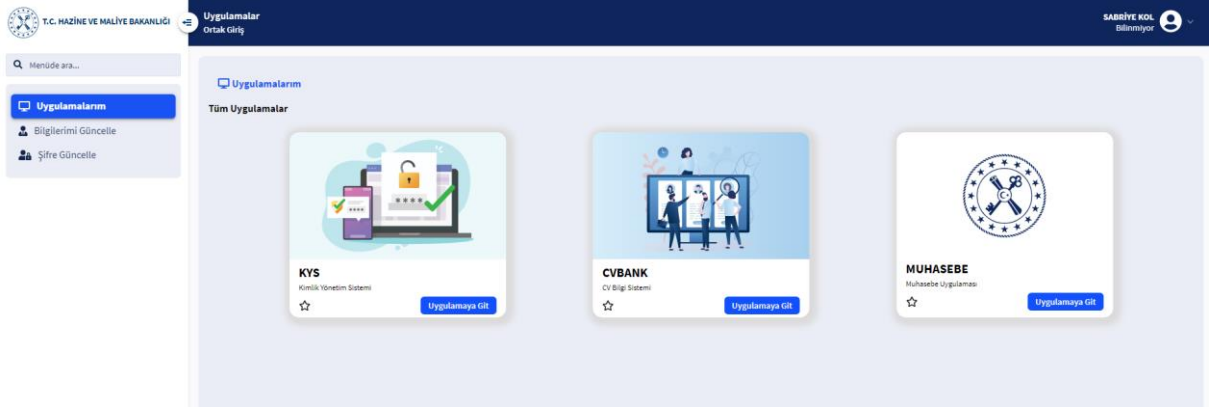 T.C. HAZİNE VE MALİYE BAKANLIĞI
Uygulamalar
Ortak Giriş
SABRİYE KOL
Bilinmiyor
Menüde ara...
Uygulamalarım
Bilgilerimi Güncelle
Şifre Güncelle
Uygulamalarım
Tüm Uygulamalar
KYS
Kimlik Yönetim Sistemi
Uygulamaya Git
CVBANK
CV Bilgi Sistemi
Uygulamaya Git
MUHASEBE
Muhasebe Uygulaması
Uygulamaya Git